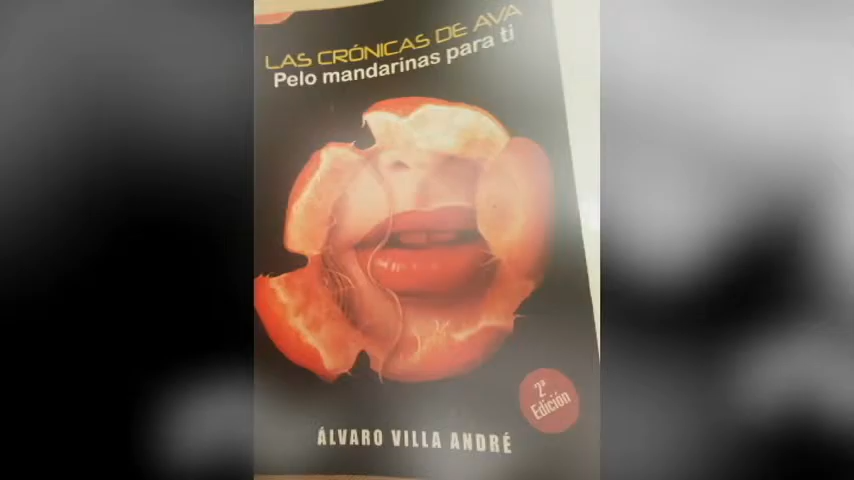 LAS CRÓNICAS DE AVA
Pelo mandarinas para ti
2ª
Edición
ÁLVARO VILLA ANDRÉ